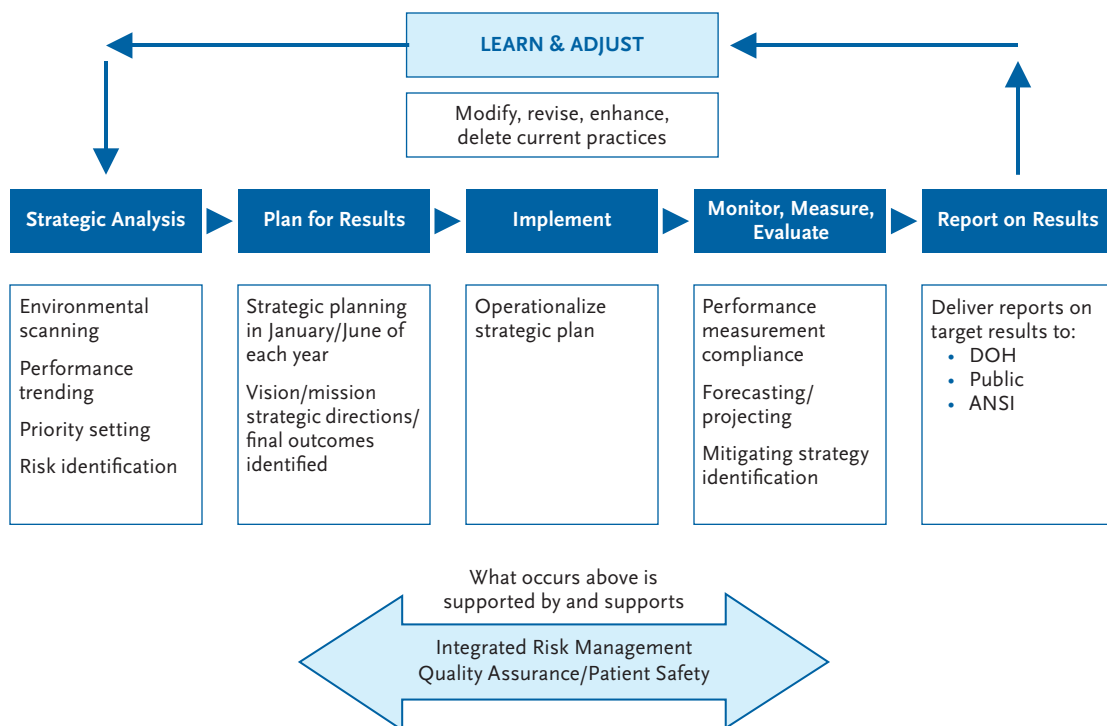 LEARN & ADJUST
Modify, revise, enhance,
delete current practices
Strategic Analysis
Plan for Results
Implement
Monitor, Measure,
Evaluate
Report on Results
Environmental
scanning
Performance
trending
Priority setting
Risk identification
Strategic planning
in January/June of
each year
Vision/mission
strategic directions/
final outcomes
identified
Operationalize
strategic plan
Performance
measurement
compliance
Forecasting/
projecting
Mitigating strategy
identification
Deliver reports on
target results to:
• DOH
• Public
• ANSI
What occurs above is
supported by and supports
Integrated Risk Management
Quality Assurance/Patient Safety